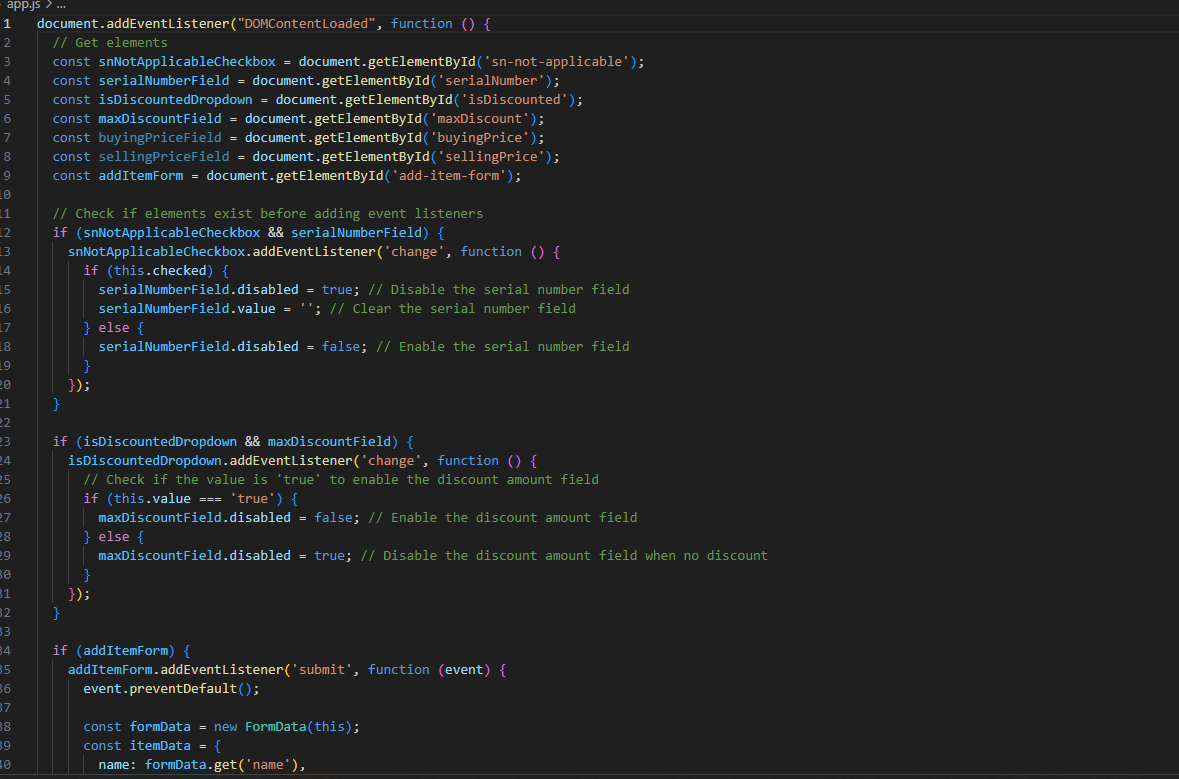 app.js > ...
1 document.addEventListener("DOMContentLoaded", function () {
2 // Get elements
3 const snNotApplicableCheckbox = document.getElementById('sn-not-applicable');
4 const serialNumberField = document.getElementById('serialNumber');
5 const isDiscountedDropdown = document.getElementById('isDiscounted');
6 const maxDiscountField = document.getElementById('maxDiscount');
7 const buyingPriceField = document.getElementById('buyingPrice');
8 const sellingPriceField = document.getElementById('sellingPrice');
9 const addItemForm = document.getElementById('add-item-form');
10
11 // Check if elements exist before adding event listeners
12 if (snNotApplicableCheckbox && serialNumberField) {
13 snNotApplicableCheckbox.addEventListener('change', function () {
14 if (this.checked) {
15 serialNumberField.disabled = true; // Disable the serial number field
16 serialNumberField.value = ''; // Clear the serial number field
17 } else {
18 serialNumberField.disabled = false; // Enable the serial number field
19 }
20 });
21 }
22
23 if (isDiscountedDropdown && maxDiscountField) {
24 isDiscountedDropdown.addEventListener('change', function () {
25 // Check if the value is 'true' to enable the discount amount field
26 if (this.value === 'true') {
27 maxDiscountField.disabled = false; // Enable the discount amount field
28 } else {
29 maxDiscountField.disabled = true; // Disable the discount amount field when no discount
30 }
31 });
32 }
33
34 if (addItemForm) {
35 addItemForm.addEventListener('submit', function (event) {
36 event.preventDefault();
37
38 const formData = new FormData(this);
39 const itemData = {
40 name: formData.get('name'),